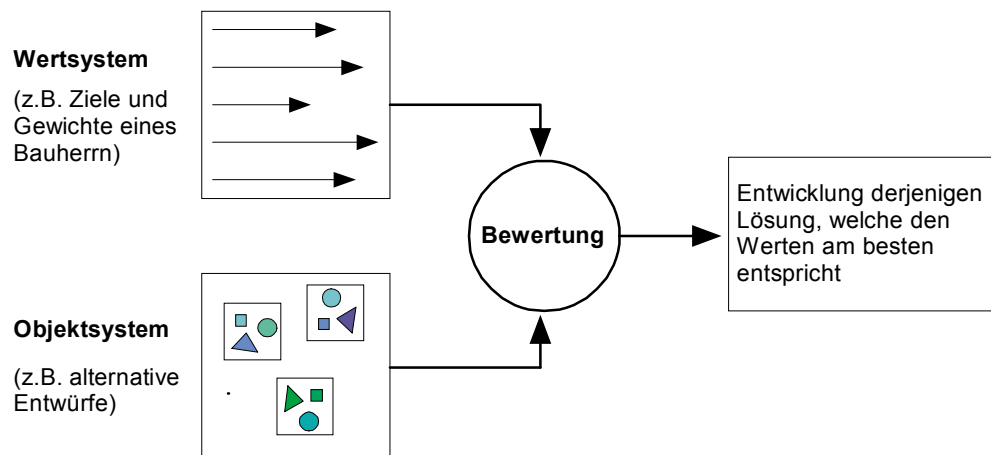 Wertsystem
(z.B. Ziele und
Gewichte eines
Bauherrn)
Bewertung
Entwicklung derjenigen
Lösung, welche den
Werten am besten
entspricht
Objektsystem
(z.B. alternative
Entwürfe)